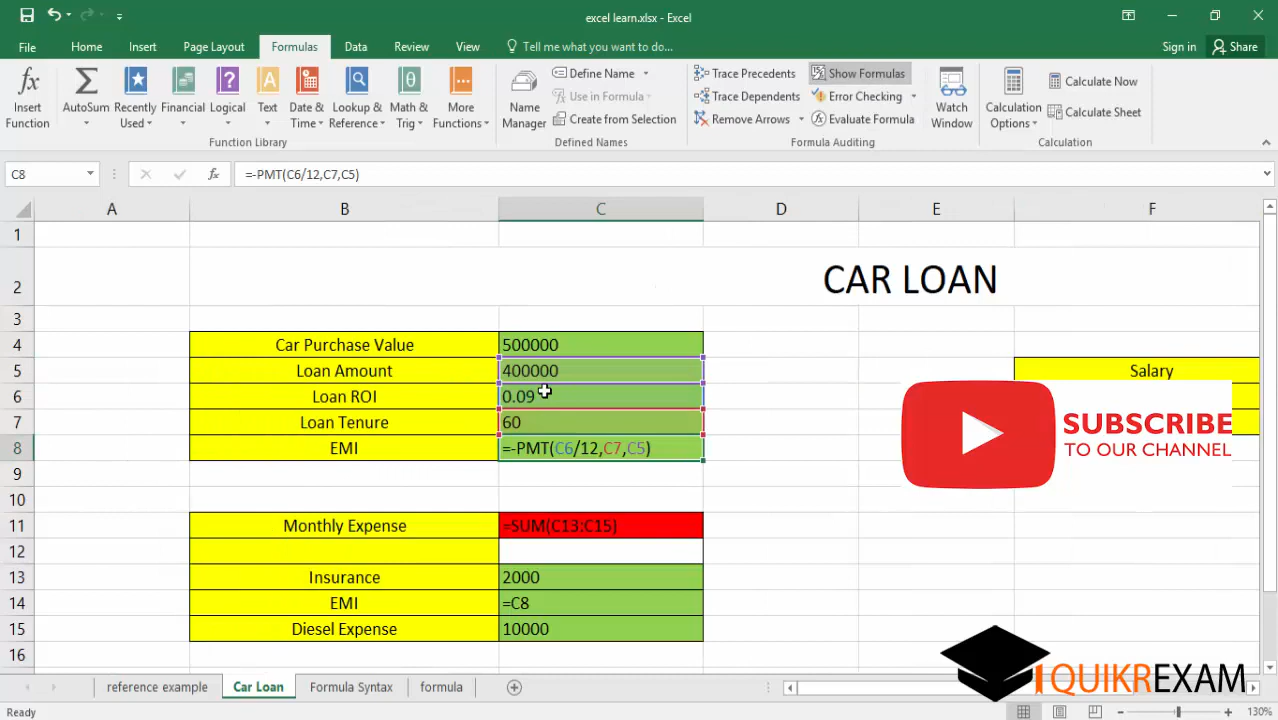 excel learn.xlsx - Excel
File Home Insert Page Layout Formulas Data Review View Tell me what you want to do... Sign in Share
Insert Function
AutoSum
Recently Used
Financial
Logical
Text
Date & Time
Lookup & Reference
Math & Trig
More Functions
Function Library
Name Manager
Define Name
Use in Formula
Create from Selection
Defined Names
Trace Precedents
Trace Dependents
Remove Arrows
Show Formulas
Error Checking
Evaluate Formula
Formula Auditing
Watch Window
Calculation Options
Calculate Now
Calculate Sheet
Calculation
C8 fx =-PMT(C6/12,C7,C5)
A B C D E F
1
2 CAR LOAN
3
4 Car Purchase Value 500000
5 Loan Amount 400000 Salary
6 Loan ROI 0.09
7 Loan Tenure 60
8 EMI =-PMT(C6/12,C7,C5)
9
10
11 Monthly Expense =SUM(C13:C15)
12
13 Insurance 2000
14 EMI =C8
15 Diesel Expense 10000
16
SUBSCRIBE
TO OUR CHANNEL
QUIKREXAM
reference example Car Loan Formula Syntax formula
Ready 130%